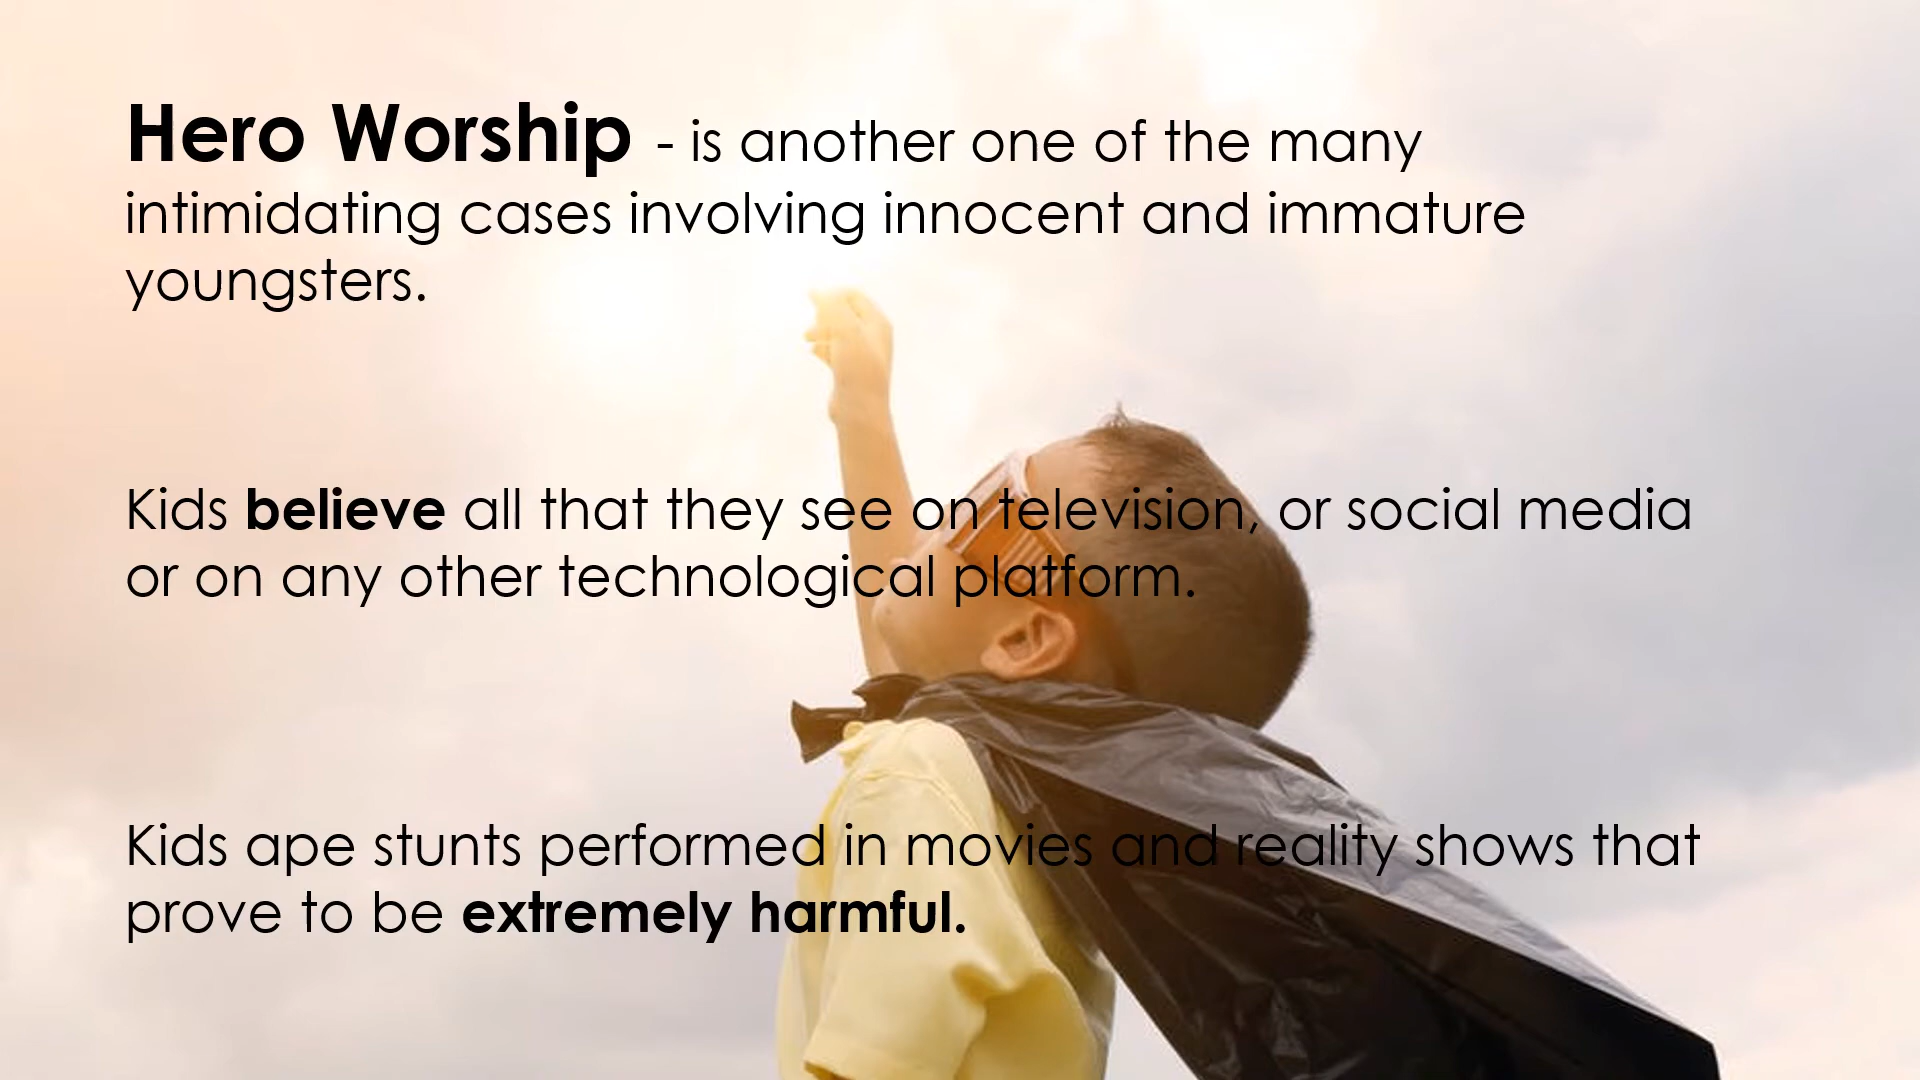 Hero Worship - is another one of the many
intimidating cases involving innocent and immature
youngsters.
Kids believe all that they see on television, or social media
or on any other technological platform.
Kids ape stunts performed in movies and reality shows that
prove to be extremely harmful.